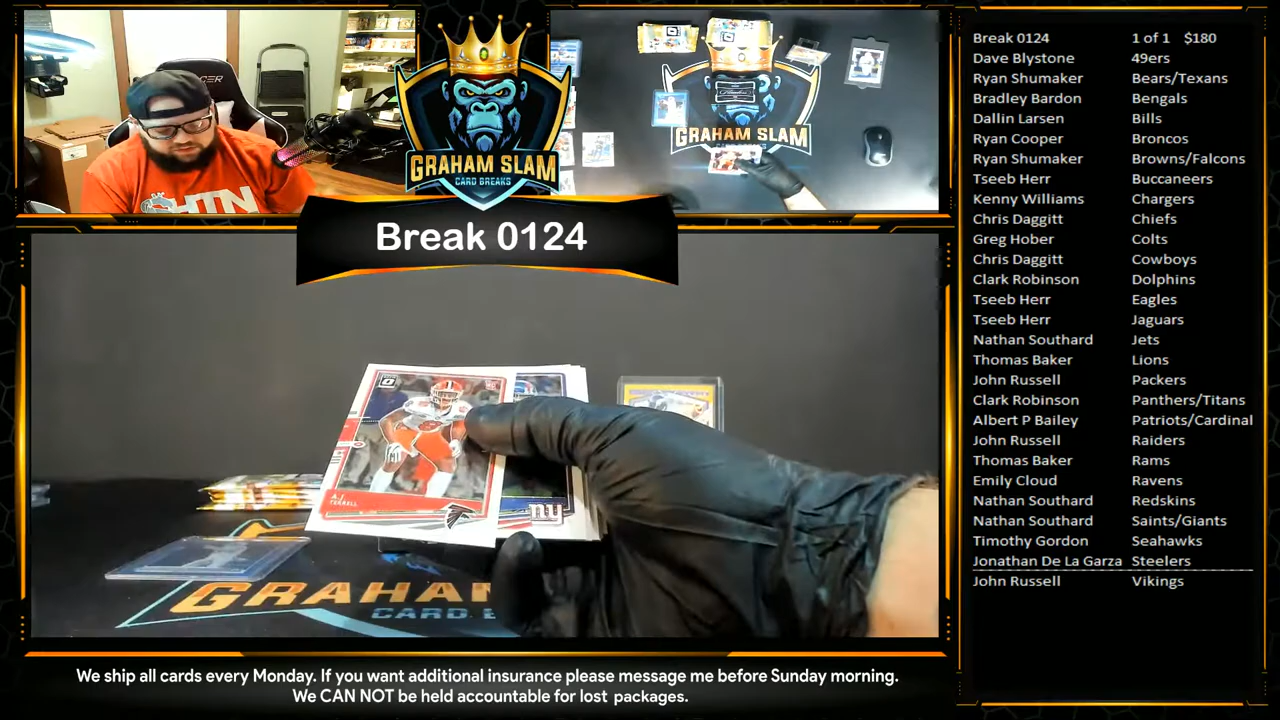 GRAHAM SLAM
CARD BREAKS
GRAHAM SLAM
Break 0124
A.J.
TERRELL
GRAHAM
CARD
Break 0124 1 of 1 $180
Dave Blystone 49ers
Ryan Shumaker Bears/Texans
Bradley Bardon Bengals
Dallin Larsen Bills
Ryan Cooper Broncos
Ryan Shumaker Browns/Falcons
Tseeb Herr Buccaneers
Kenny Williams Chargers
Chris Daggitt Chiefs
Greg Hober Colts
Chris Daggitt Cowboys
Clark Robinson Dolphins
Tseeb Herr Eagles
Tseeb Herr Jaguars
Nathan Southard Jets
Thomas Baker Lions
John Russell Packers
Clark Robinson Panthers/Titans
Albert P Bailey Patriots/Cardinal
John Russell Raiders
Thomas Baker Rams
Emily Cloud Ravens
Nathan Southard Redskins
Nathan Southard Saints/Giants
Timothy Gordon Seahawks
Jonathan De La Garza Steelers
John Russell Vikings
We ship all cards every Monday. If you want additional insurance please message me before Sunday morning.
We CAN NOT be held accountable for lost packages.